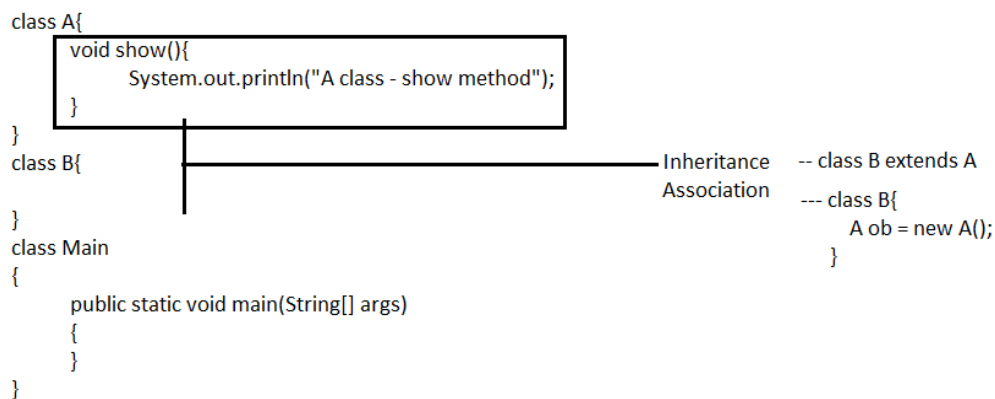 class A{
void show(){
System.out.println("A class - show method");
}
}
class B{
}
class Main
{
public static void main(String[] args)
{
}
}
Inheritance -- class B extends A
Association --- class B{
A ob = new A();
}